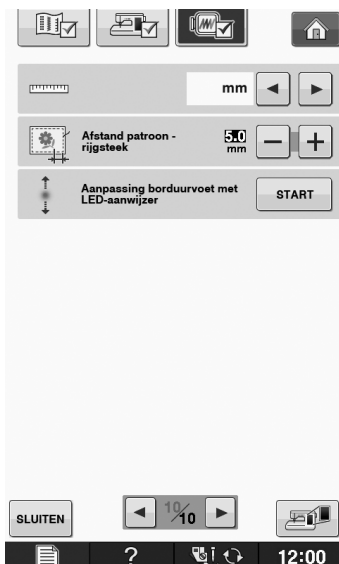 mm
Afstand patroon - 5.0
rijgsteek mm
Aanpassing borduurvoet met
LED-aanwijzer START
SLUITEN 10/10
? 12:00